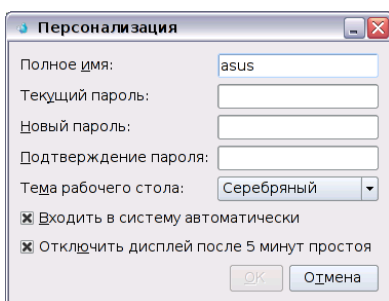 Персонализация
Полное имя: asus
Текущий пароль:
Новый пароль:
Подтверждение пароля:
Тема рабочего стола: Серебряный
Входить в систему автоматически
Отключить дисплей после 5 минут простоя
OK Отмена